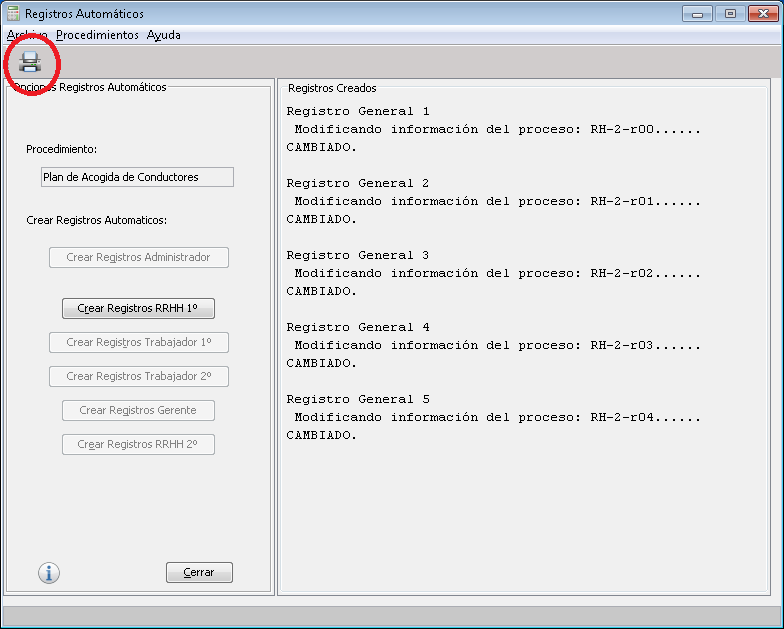 Registros Automáticos
Archivo Procedimientos Ayuda
Opciones Registros Automáticos
Procedimiento:
Plan de Acogida de Conductores
Crear Registros Automaticos:
Crear Registros Administrador
Crear Registros RRHH 1º
Crear Registros Trabajador 1º
Crear Registros Trabajador 2º
Crear Registros Gerente
Crear Registros RRHH 2º
Cerrar
Registros Creados
Registro General 1
Modificando información del proceso: RH-2-r00......
CAMBIADO.
Registro General 2
Modificando información del proceso: RH-2-r01......
CAMBIADO.
Registro General 3
Modificando información del proceso: RH-2-r02......
CAMBIADO.
Registro General 4
Modificando información del proceso: RH-2-r03......
CAMBIADO.
Registro General 5
Modificando información del proceso: RH-2-r04......
CAMBIADO.